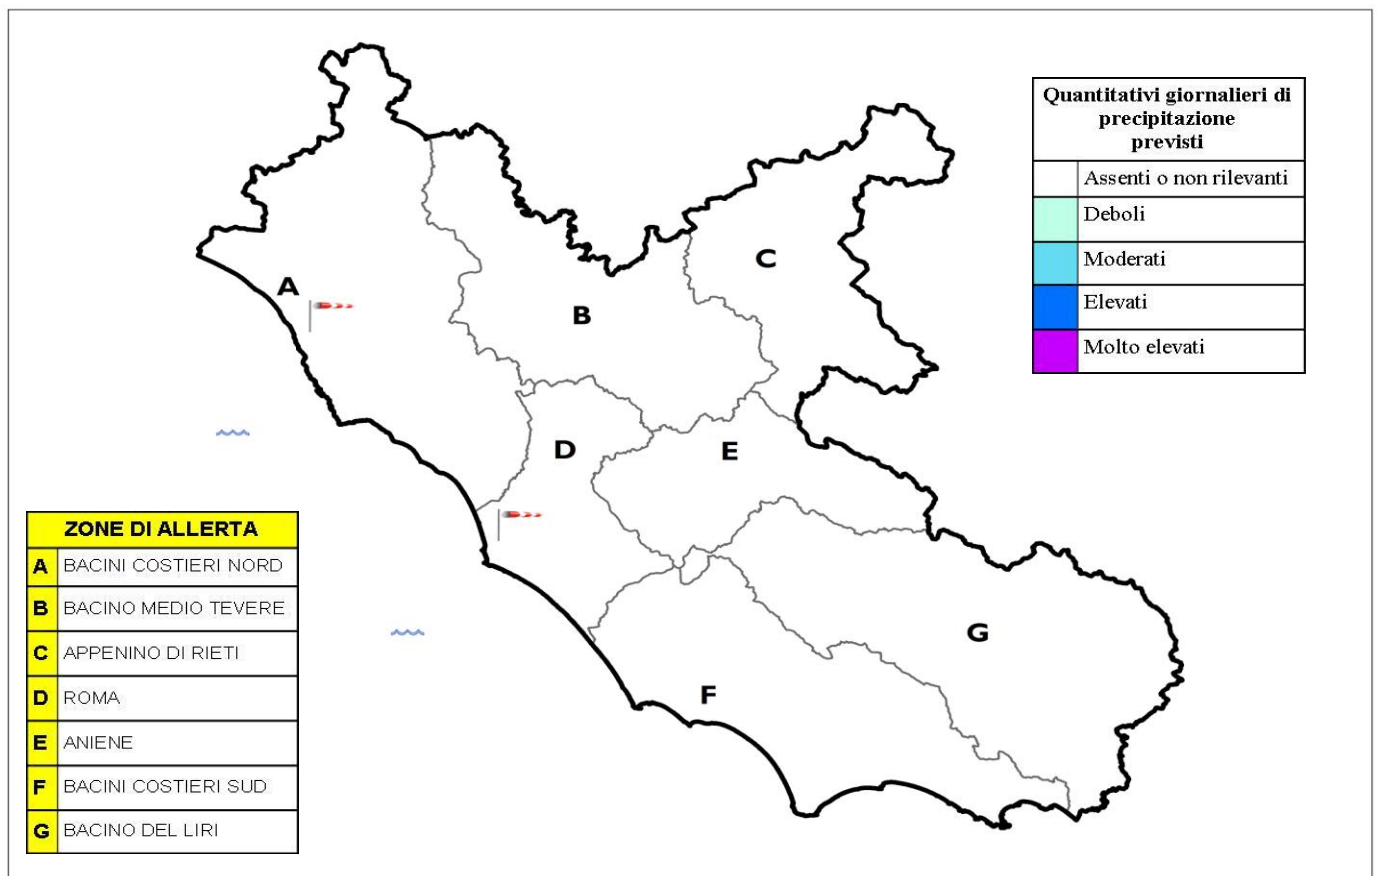 Quantitativi giornalieri di
precipitazione
previsti
Assenti o non rilevanti
Deboli
Moderati
Elevati
Molto elevati
A
B
C
D
E
F
G
ZONE DI ALLERTA
A BACINI COSTIERI NORD
B BACINO MEDIO TEVERE
C APPENINO DI RIETI
D ROMA
E ANIENE
F BACINI COSTIERI SUD
G BACINO DEL LIRI